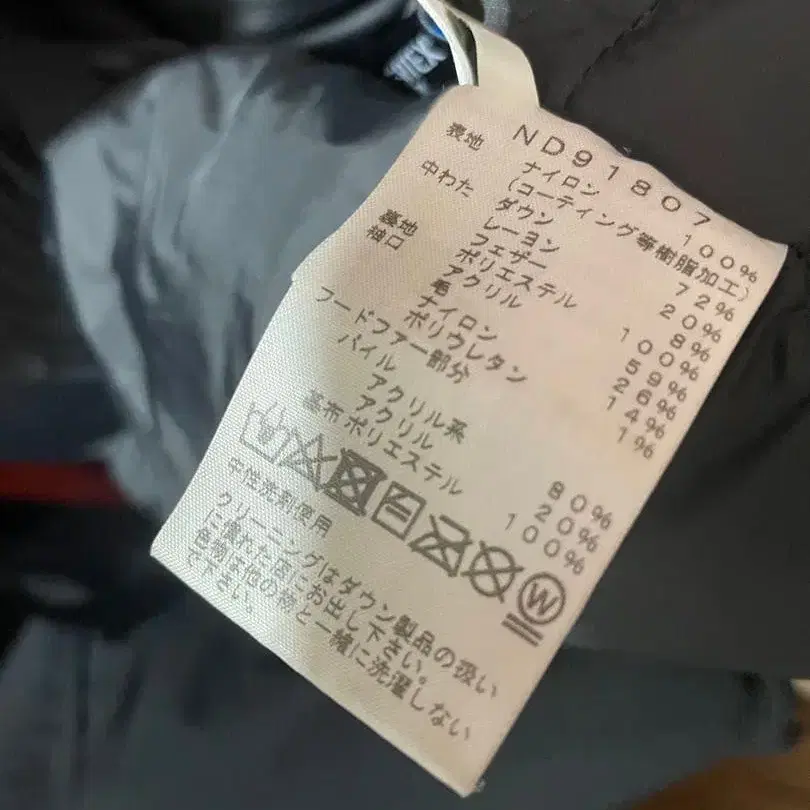 TEX
ND91807
表地 ナイロン 100%
(コーティング等樹脂加工)
中わた ダウン 72%
レーヨン 20%
フェザー 8%
裏地 ポリエステル 100%
袖口 アクリル 59%
毛 26%
ナイロン 14%
ポリウレタン 1%
フードファー部分
パイル
アクリル系 80%
アクリル 20%
基布 ポリエステル 100%
W
中性洗剤使用
クリーニングはダウン製品の扱い
に慣れた店にお出し下さい。
色物は他の物と一緒に洗濯しない
で下さい。